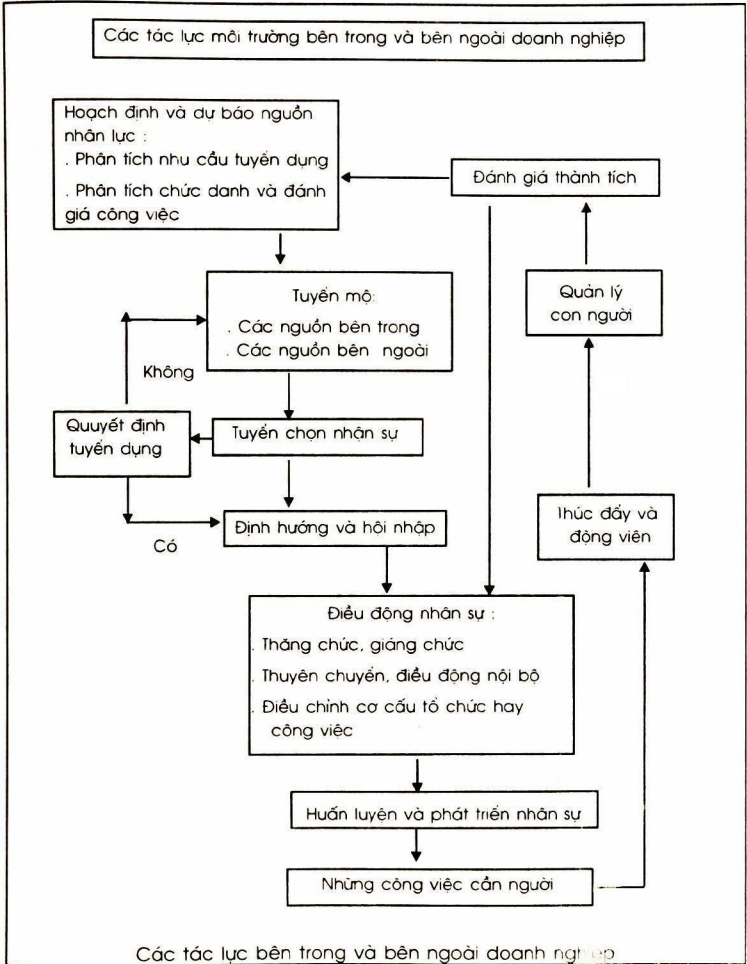 Các tác lực môi trường bên trong và bên ngoài doanh nghiệp
Hoạch định và dự báo nguồn
nhân lực :
. Phân tích nhu cầu tuyển dụng
. Phân tích chức danh và đánh
giá công việc
Đánh giá thành tích
Tuyển mộ:
. Các nguồn bên trong
. Các nguồn bên ngoài
Quản lý
con người
Không
Quuyết định
tuyển dụng
Tuyển chọn nhận sự
Định hướng và hội nhập
Có
Thúc đẩy và
động viên
Điều động nhân sự :
. Thăng chức, giáng chức
. Thuyên chuyển, điều động nội bộ
. Điều chỉnh cơ cấu tổ chức hay
công việc
Huấn luyện và phát triển nhân sự
Những công việc cần người
Các tác lực bên trong và bên ngoài doanh nghiệp